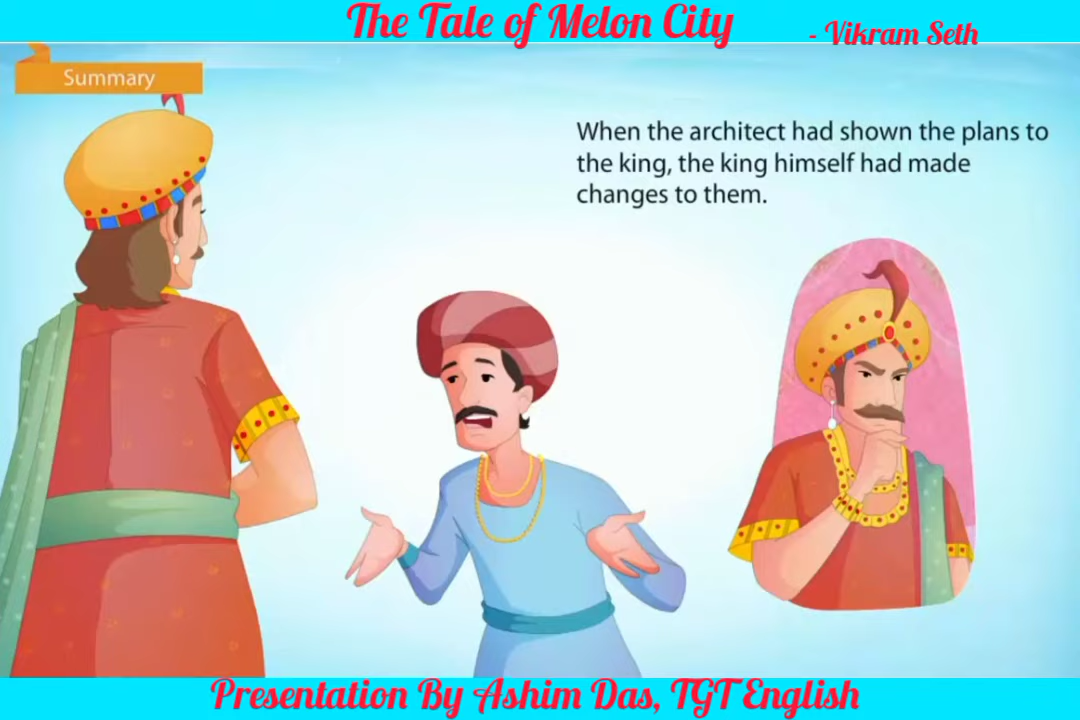 The Tale of Melon City
- Vikram Seth
Summary
When the architect had shown the plans to
the king, the king himself had made
changes to them.
Presentation By Ashim Das, TGT English